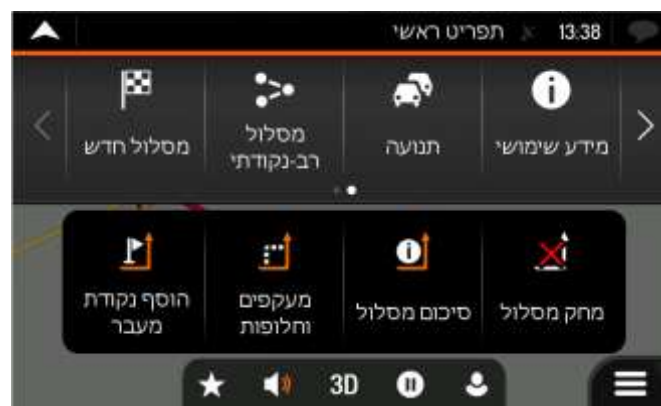 תפריט ראשי 13:38
מסלול חדש
מסלול
רב-נקודתי
תנועה
מידע שימושי
הוסף נקודת
מעבר
מעקפים
וחלופות
סיכום מסלול
מחק מסלול
3D